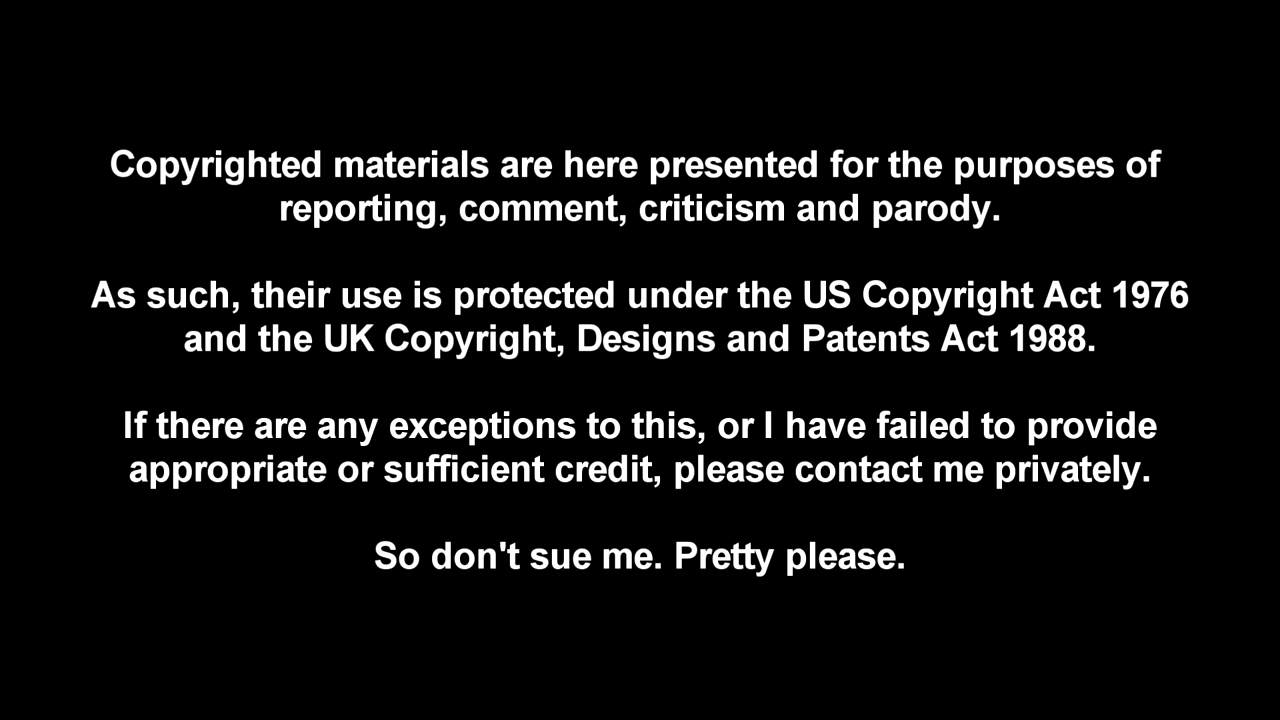 Copyrighted materials are here presented for the purposes of
reporting, comment, criticism and parody.
As such, their use is protected under the US Copyright Act 1976
and the UK Copyright, Designs and Patents Act 1988.
If there are any exceptions to this, or I have failed to provide
appropriate or sufficient credit, please contact me privately.
So don't sue me. Pretty please.